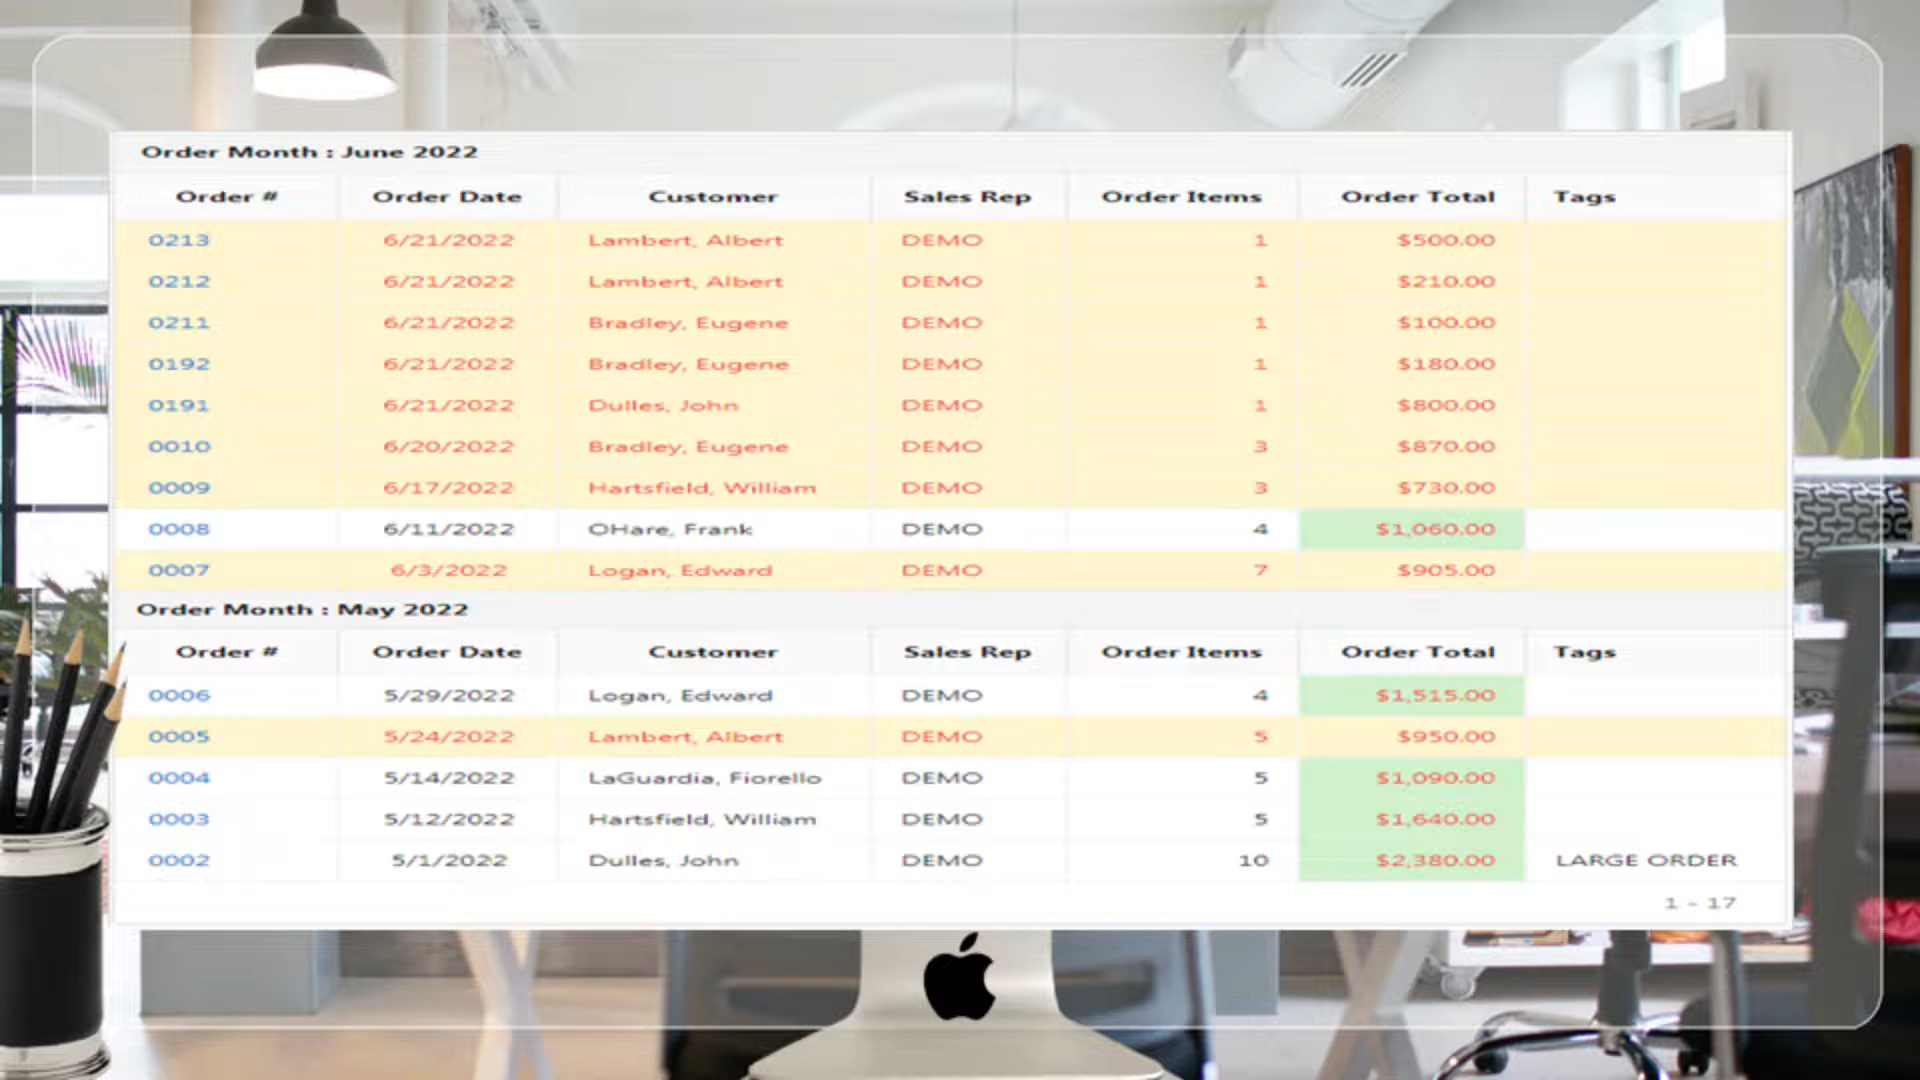 Order Month : June 2022
Order # Order Date Customer Sales Rep Order Items Order Total Tags
0213 6/21/2022 Lambert, Albert DEMO 1 $500.00
0212 6/21/2022 Lambert, Albert DEMO 1 $210.00
0211 6/21/2022 Bradley, Eugene DEMO 1 $100.00
0192 6/21/2022 Bradley, Eugene DEMO 1 $180.00
0191 6/21/2022 Dulles, John DEMO 1 $800.00
0010 6/20/2022 Bradley, Eugene DEMO 3 $870.00
0009 6/17/2022 Hartsfield, William DEMO 3 $730.00
0008 6/11/2022 OHare, Frank DEMO 4 $1,060.00
0007 6/3/2022 Logan, Edward DEMO 7 $905.00
Order Month : May 2022
Order # Order Date Customer Sales Rep Order Items Order Total Tags
0006 5/29/2022 Logan, Edward DEMO 4 $1,515.00
0005 5/24/2022 Lambert, Albert DEMO 5 $950.00
0004 5/14/2022 LaGuardia, Fiorello DEMO 5 $1,090.00
0003 5/12/2022 Hartsfield, William DEMO 5 $1,640.00
0002 5/1/2022 Dulles, John DEMO 10 $2,380.00 LARGE ORDER
1 - 17